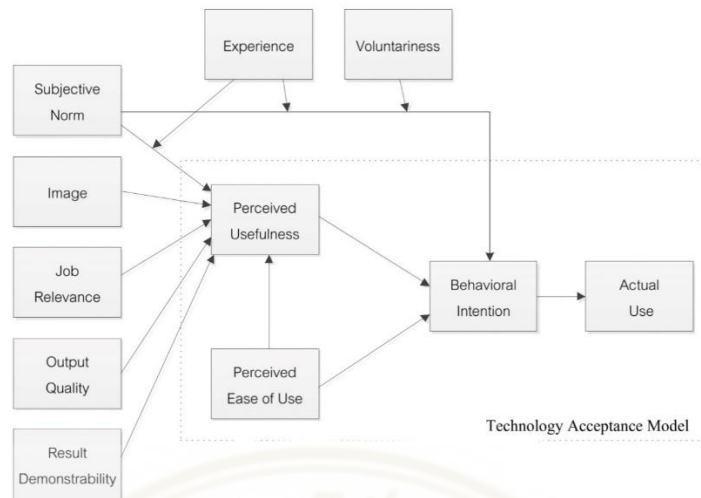 Experience
Voluntariness
Subjective
Norm
Image
Perceived
Usefulness
Job
Relevance
Behavioral
Intention
Actual
Use
Output
Quality
Perceived
Ease of Use
Technology Acceptance Model
Result
Demonstrability